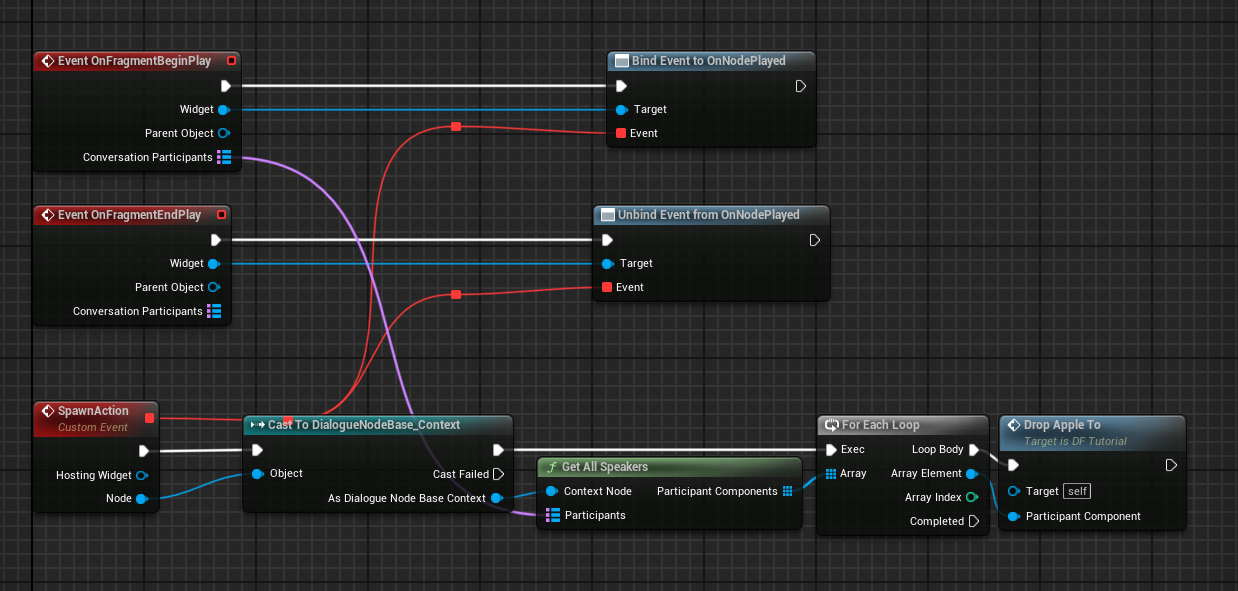 Event OnFragmentBeginPlay
Widget
Parent Object
Conversation Participants
Bind Event to OnNodePlayed
Target
Event
Event OnFragmentEndPlay
Widget
Parent Object
Conversation Participants
Unbind Event from OnNodePlayed
Target
Event
SpawnAction
Custom Event
Hosting Widget
Node
Cast To DialogueNodeBase_Context
Object
Cast Failed
As Dialogue Node Base Context
Get All Speakers
Context Node
Participant Components
Participants
For Each Loop
Exec
Loop Body
Array
Array Element
Array Index
Completed
Drop Apple To
Target is DF Tutorial
Target self
Participant Component